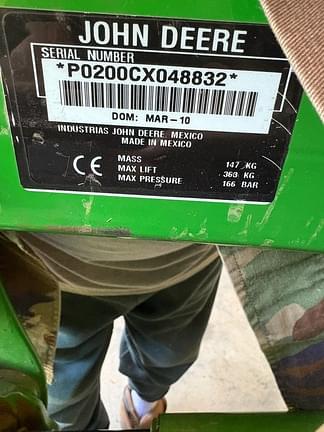 JOHN DEERE
SERIAL NUMBER
*P0200CX048832*
DOM: MAR-10
INDUSTRIAS JOHN DEERE, MEXICO
MADE IN MEXICO
CE
MASS 147 KG
MAX LIFT 363 KG
MAX PRESSURE 166 BAR